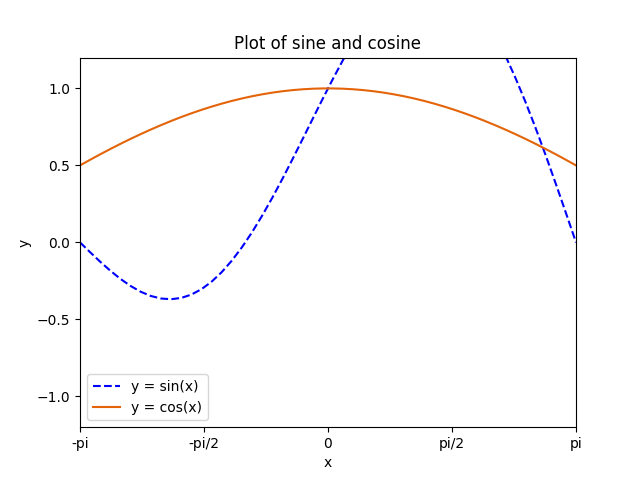 Plot of sine and cosine
y
1.0
0.5
0.0
−0.5
−1.0
y = sin(x)
y = cos(x)
-pi
-pi/2
0
pi/2
pi
x